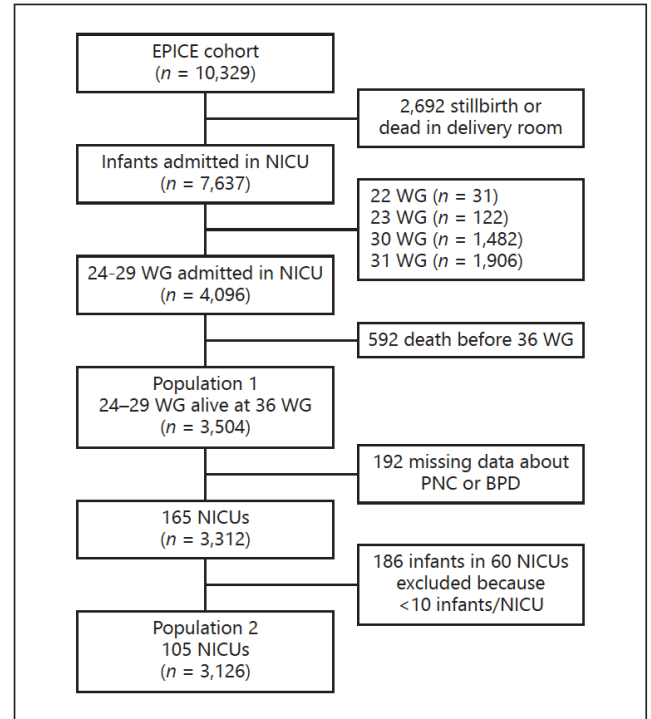 EPICE cohort
(n = 10,329)
2,692 stillbirth or
dead in delivery room
Infants admitted in NICU
(n = 7,637)
22 WG (n = 31)
23 WG (n = 122)
30 WG (n = 1,482)
31 WG (n = 1,906)
24-29 WG admitted in NICU
(n = 4,096)
592 death before 36 WG
Population 1
24–29 WG alive at 36 WG
(n = 3,504)
192 missing data about
PNC or BPD
165 NICUs
(n = 3,312)
186 infants in 60 NICUs
excluded because
<10 infants/NICU
Population 2
105 NICUs
(n = 3,126)